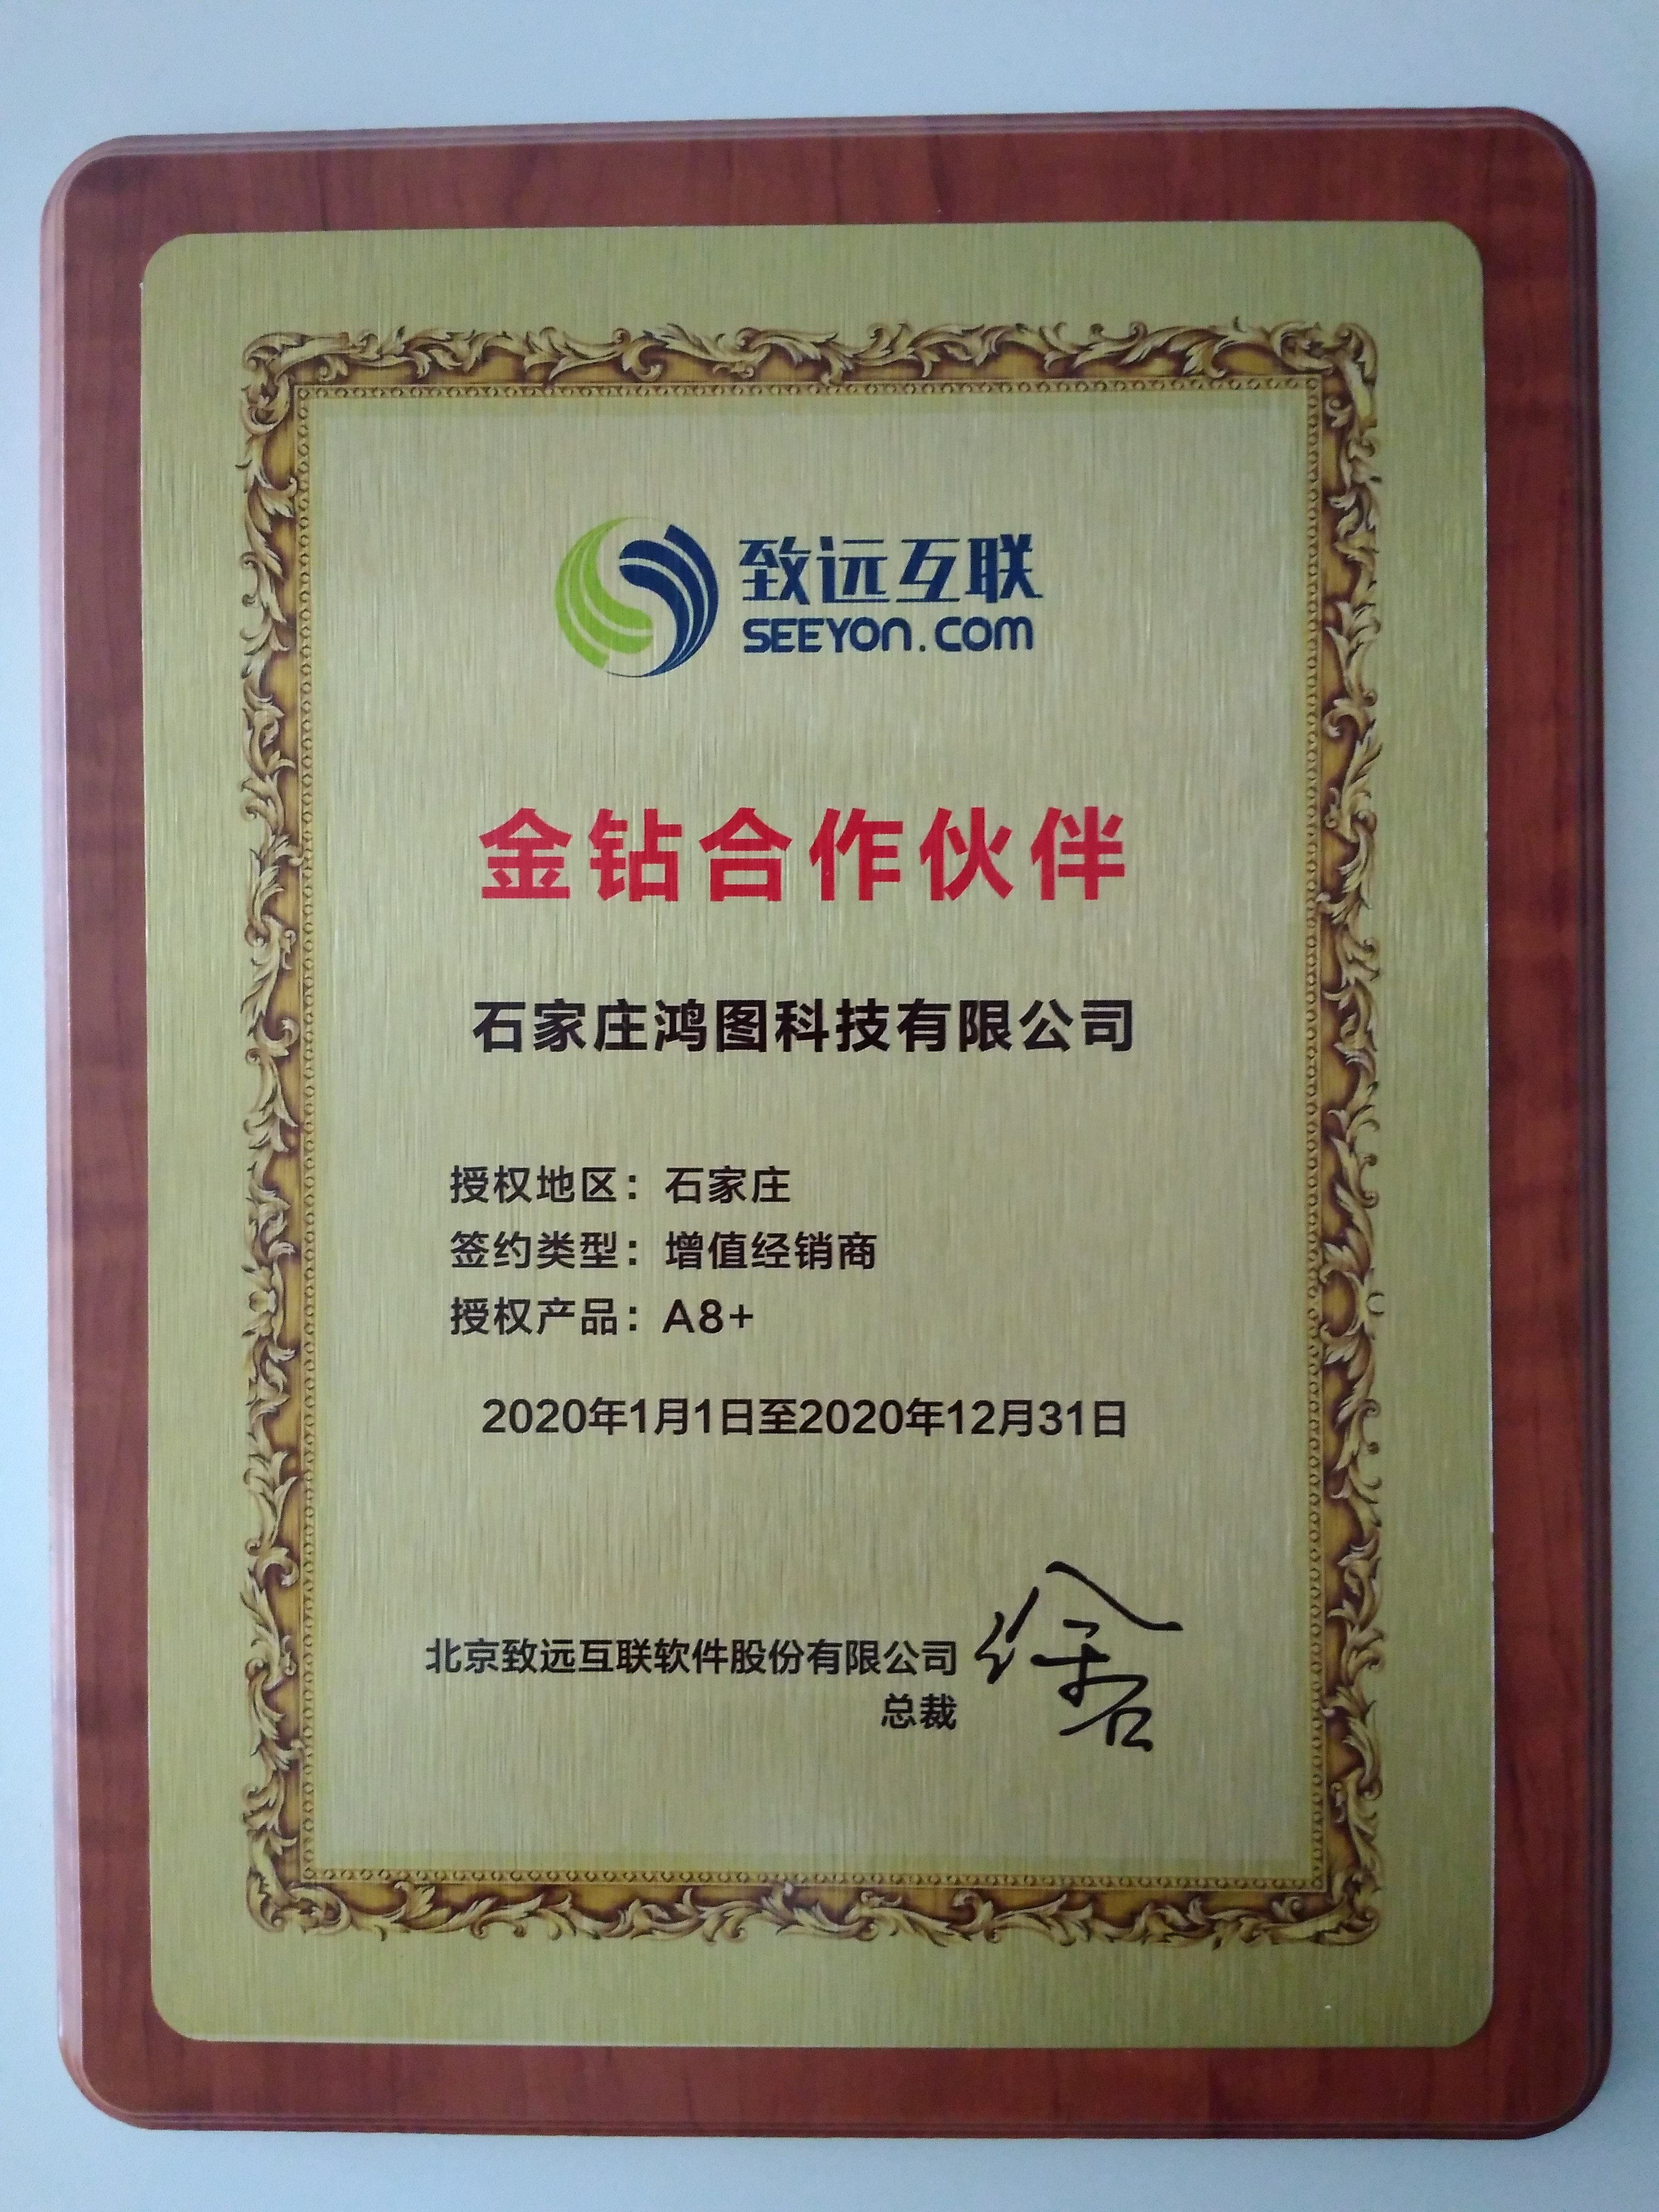 致远互联
SEEYON.COM
金钻合作伙伴
石家庄鸿图科技有限公司
授权地区：石家庄
签约类型：增值经销商
授权产品：A8+
2020年1月1日至2020年12月31日
北京致远互联软件股份有限公司
总裁